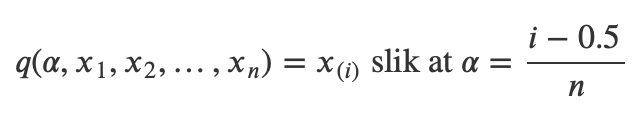 q(α, x₁, x₂, …, xₙ) = x₍ᵢ₎ slik at α = (i − 0.5)/n